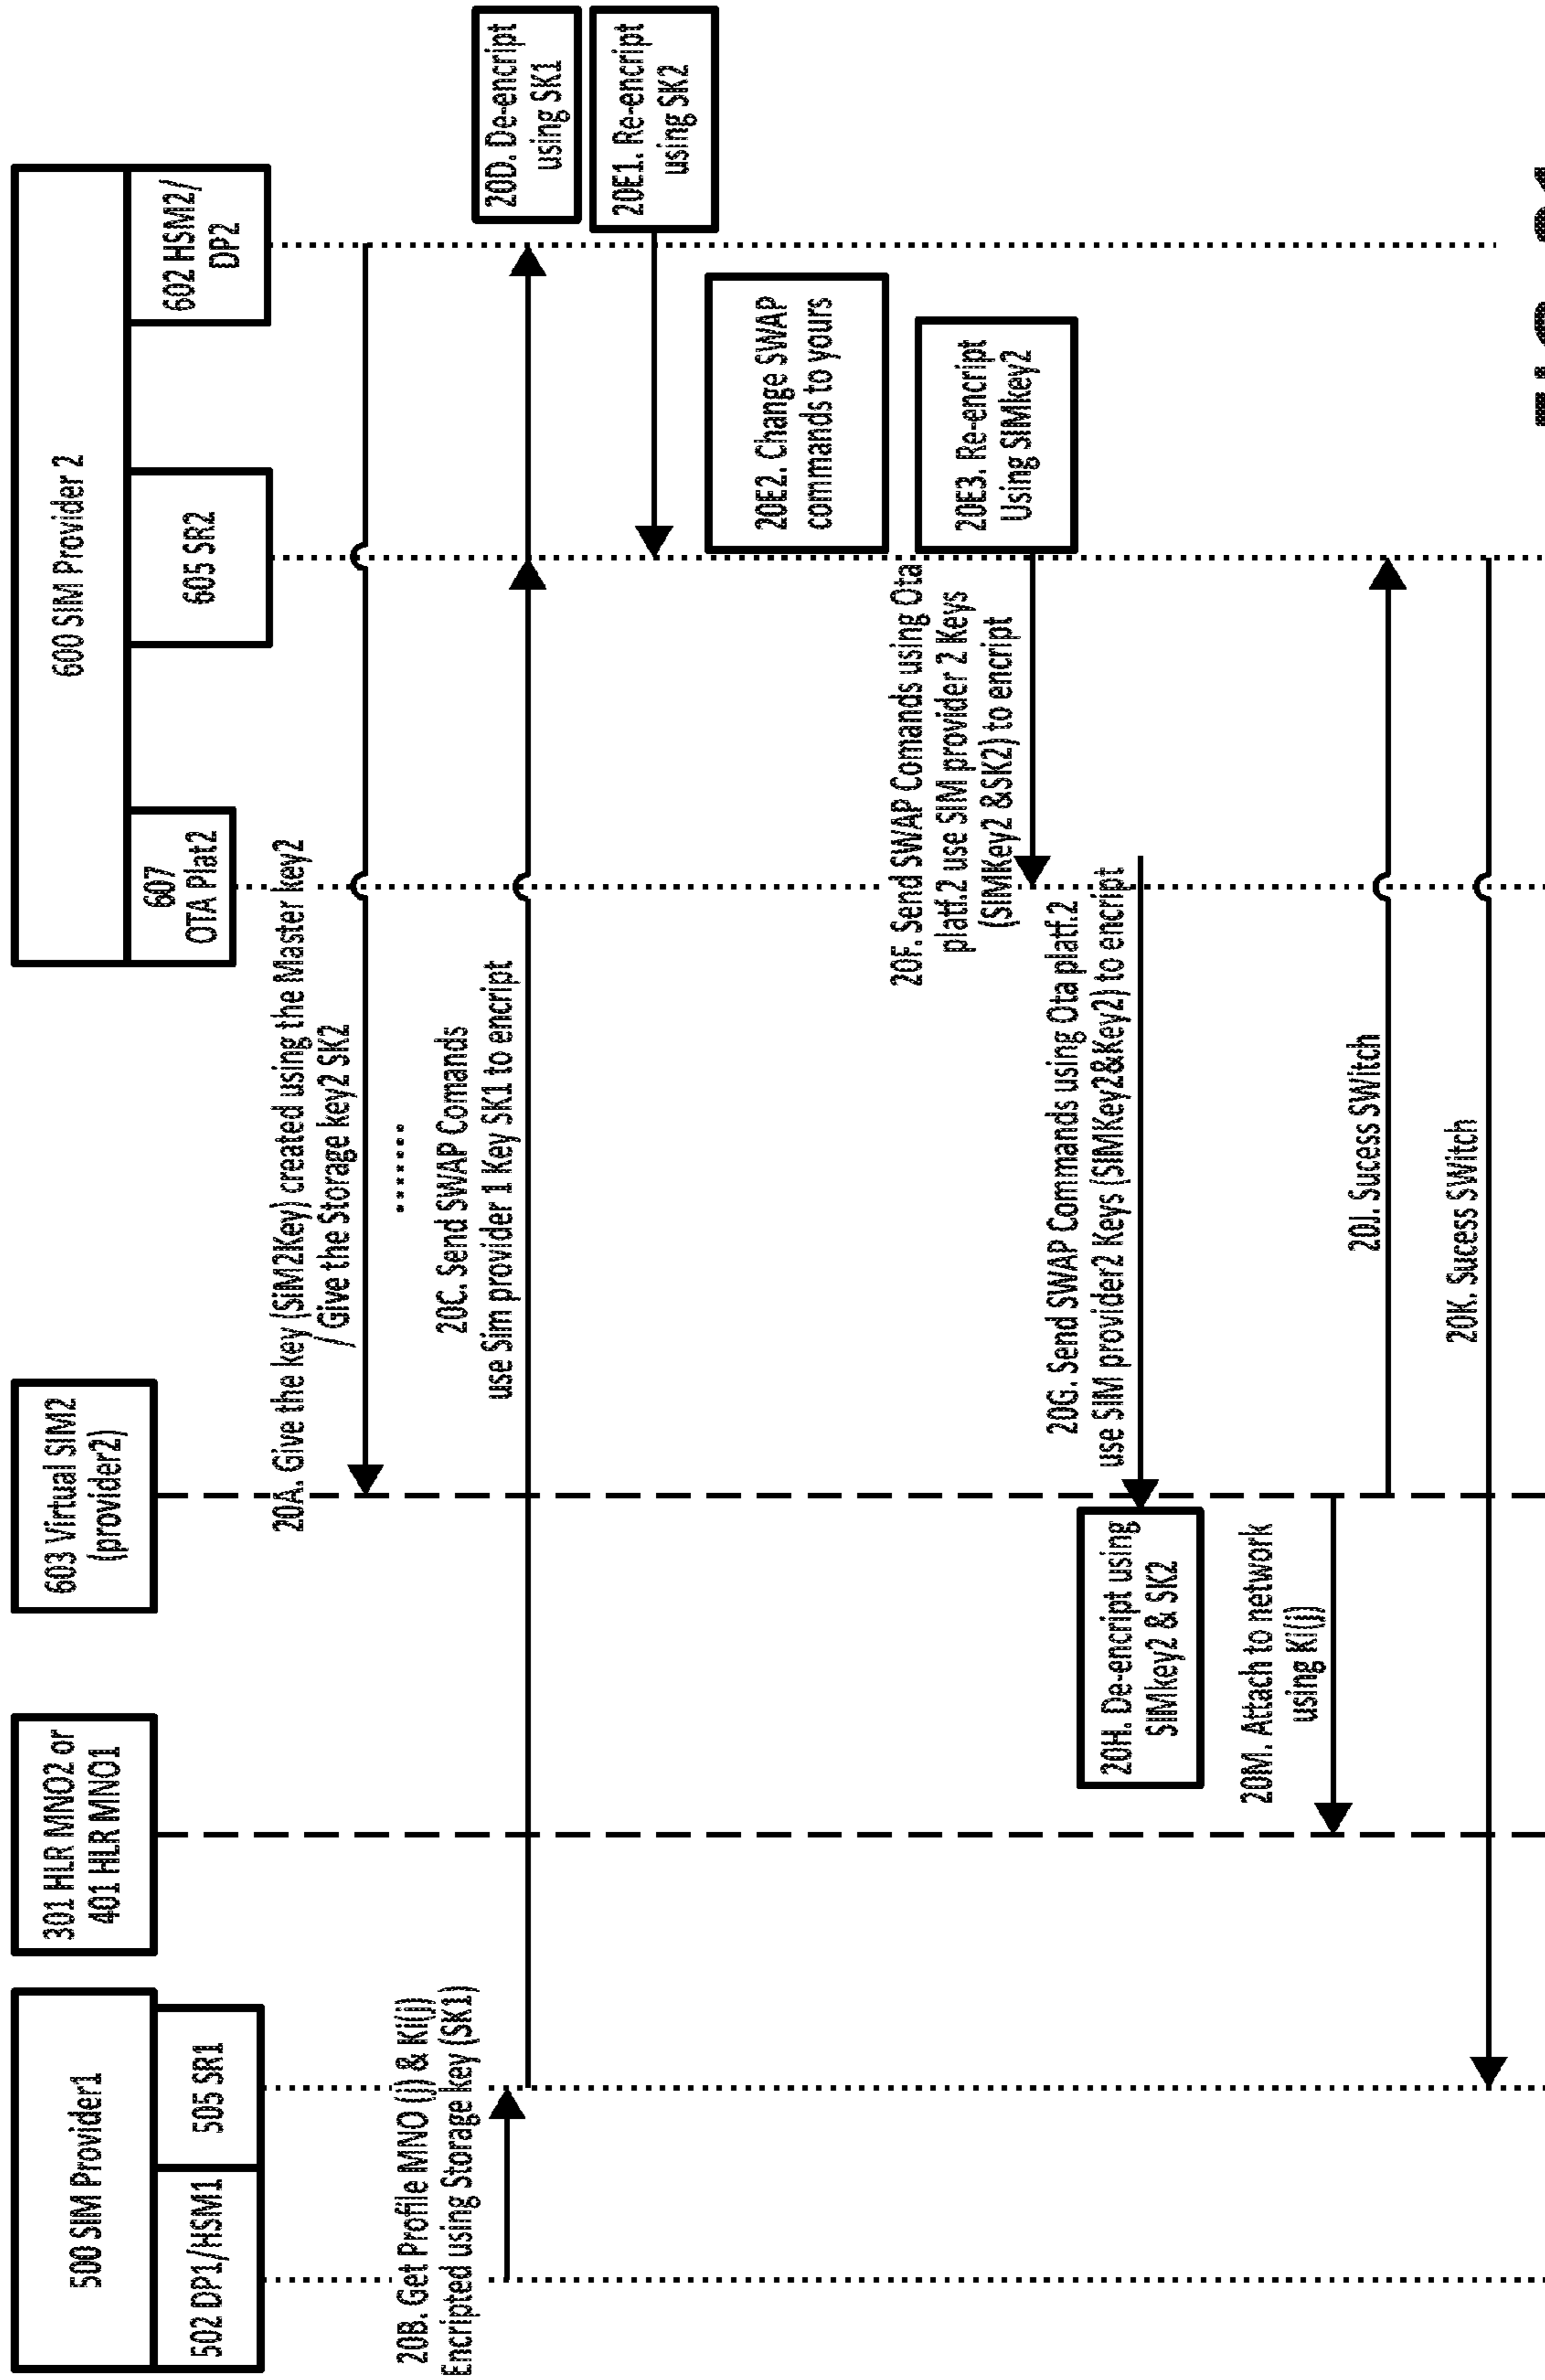 500 SIM Provider1
502 DP1/HSM1
505 SR1
301 HLR MNO2 or
401 HLR MNO1
603 Virtual SIM2
(provider2)
600 SIM Provider 2
607
OTA Plat2
605 SR2
602 HSM2/
DP2
20A. Give the key (SiM2Key) created using the Master key2
/ Give the Storage key2 SK2
*******
20B. Get Profile MNO (j) & Ki(j)
Encripted using Storage key (SK1)
20C. Send SWAP Comands
use Sim provider 1 Key SK1 to encript
20D. De-encript
using SK1
20E1. Re-encript
using SK2
20E2. Change SWAP
commands to yours
20E3. Re-encript
Using SIMkey2
20F. Send SWAP Comands using Ota
platf.2 use SIM provider 2 Keys
(SIMKey2 &SK2) to encript
20G. Send SWAP Commands using Ota platf.2
use SIM provider2 Keys (SIMKey2&Key2) to encript
20H. De-encript using
SIMkey2 & SK2
20M. Attach to network
using Ki(j)
20J. Sucess SWitch
20K. Sucess SWitch